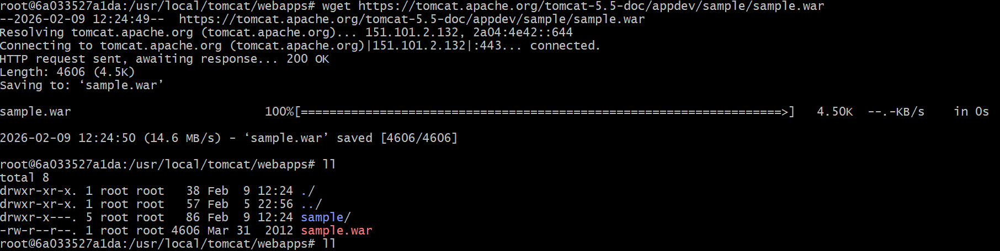 root@6a033527a1da:/usr/local/tomcat/webapps# wget https://tomcat.apache.org/tomcat-5.5-doc/appdev/sample/sample.war
--2026-02-09 12:24:49--  https://tomcat.apache.org/tomcat-5.5-doc/appdev/sample/sample.war
Resolving tomcat.apache.org (tomcat.apache.org)... 151.101.2.132, 2a04:4e42::644
Connecting to tomcat.apache.org (tomcat.apache.org)|151.101.2.132|:443... connected.
HTTP request sent, awaiting response... 200 OK
Length: 4606 (4.5K)
Saving to: ‘sample.war’
sample.war                           100%[====================================================================>]   4.50K  --.-KB/s    in 0s
2026-02-09 12:24:50 (14.6 MB/s) - ‘sample.war’ saved [4606/4606]
root@6a033527a1da:/usr/local/tomcat/webapps# ll
total 8
drwxr-xr-x. 1 root root   38 Feb  9 12:24 ./
drwxr-xr-x. 1 root root   57 Feb  5 22:56 ../
drwxr-x---. 5 root root   86 Feb  9 12:24 sample/
-rw-r--r--. 1 root root 4606 Mar 31  2012 sample.war
root@6a033527a1da:/usr/local/tomcat/webapps# ll